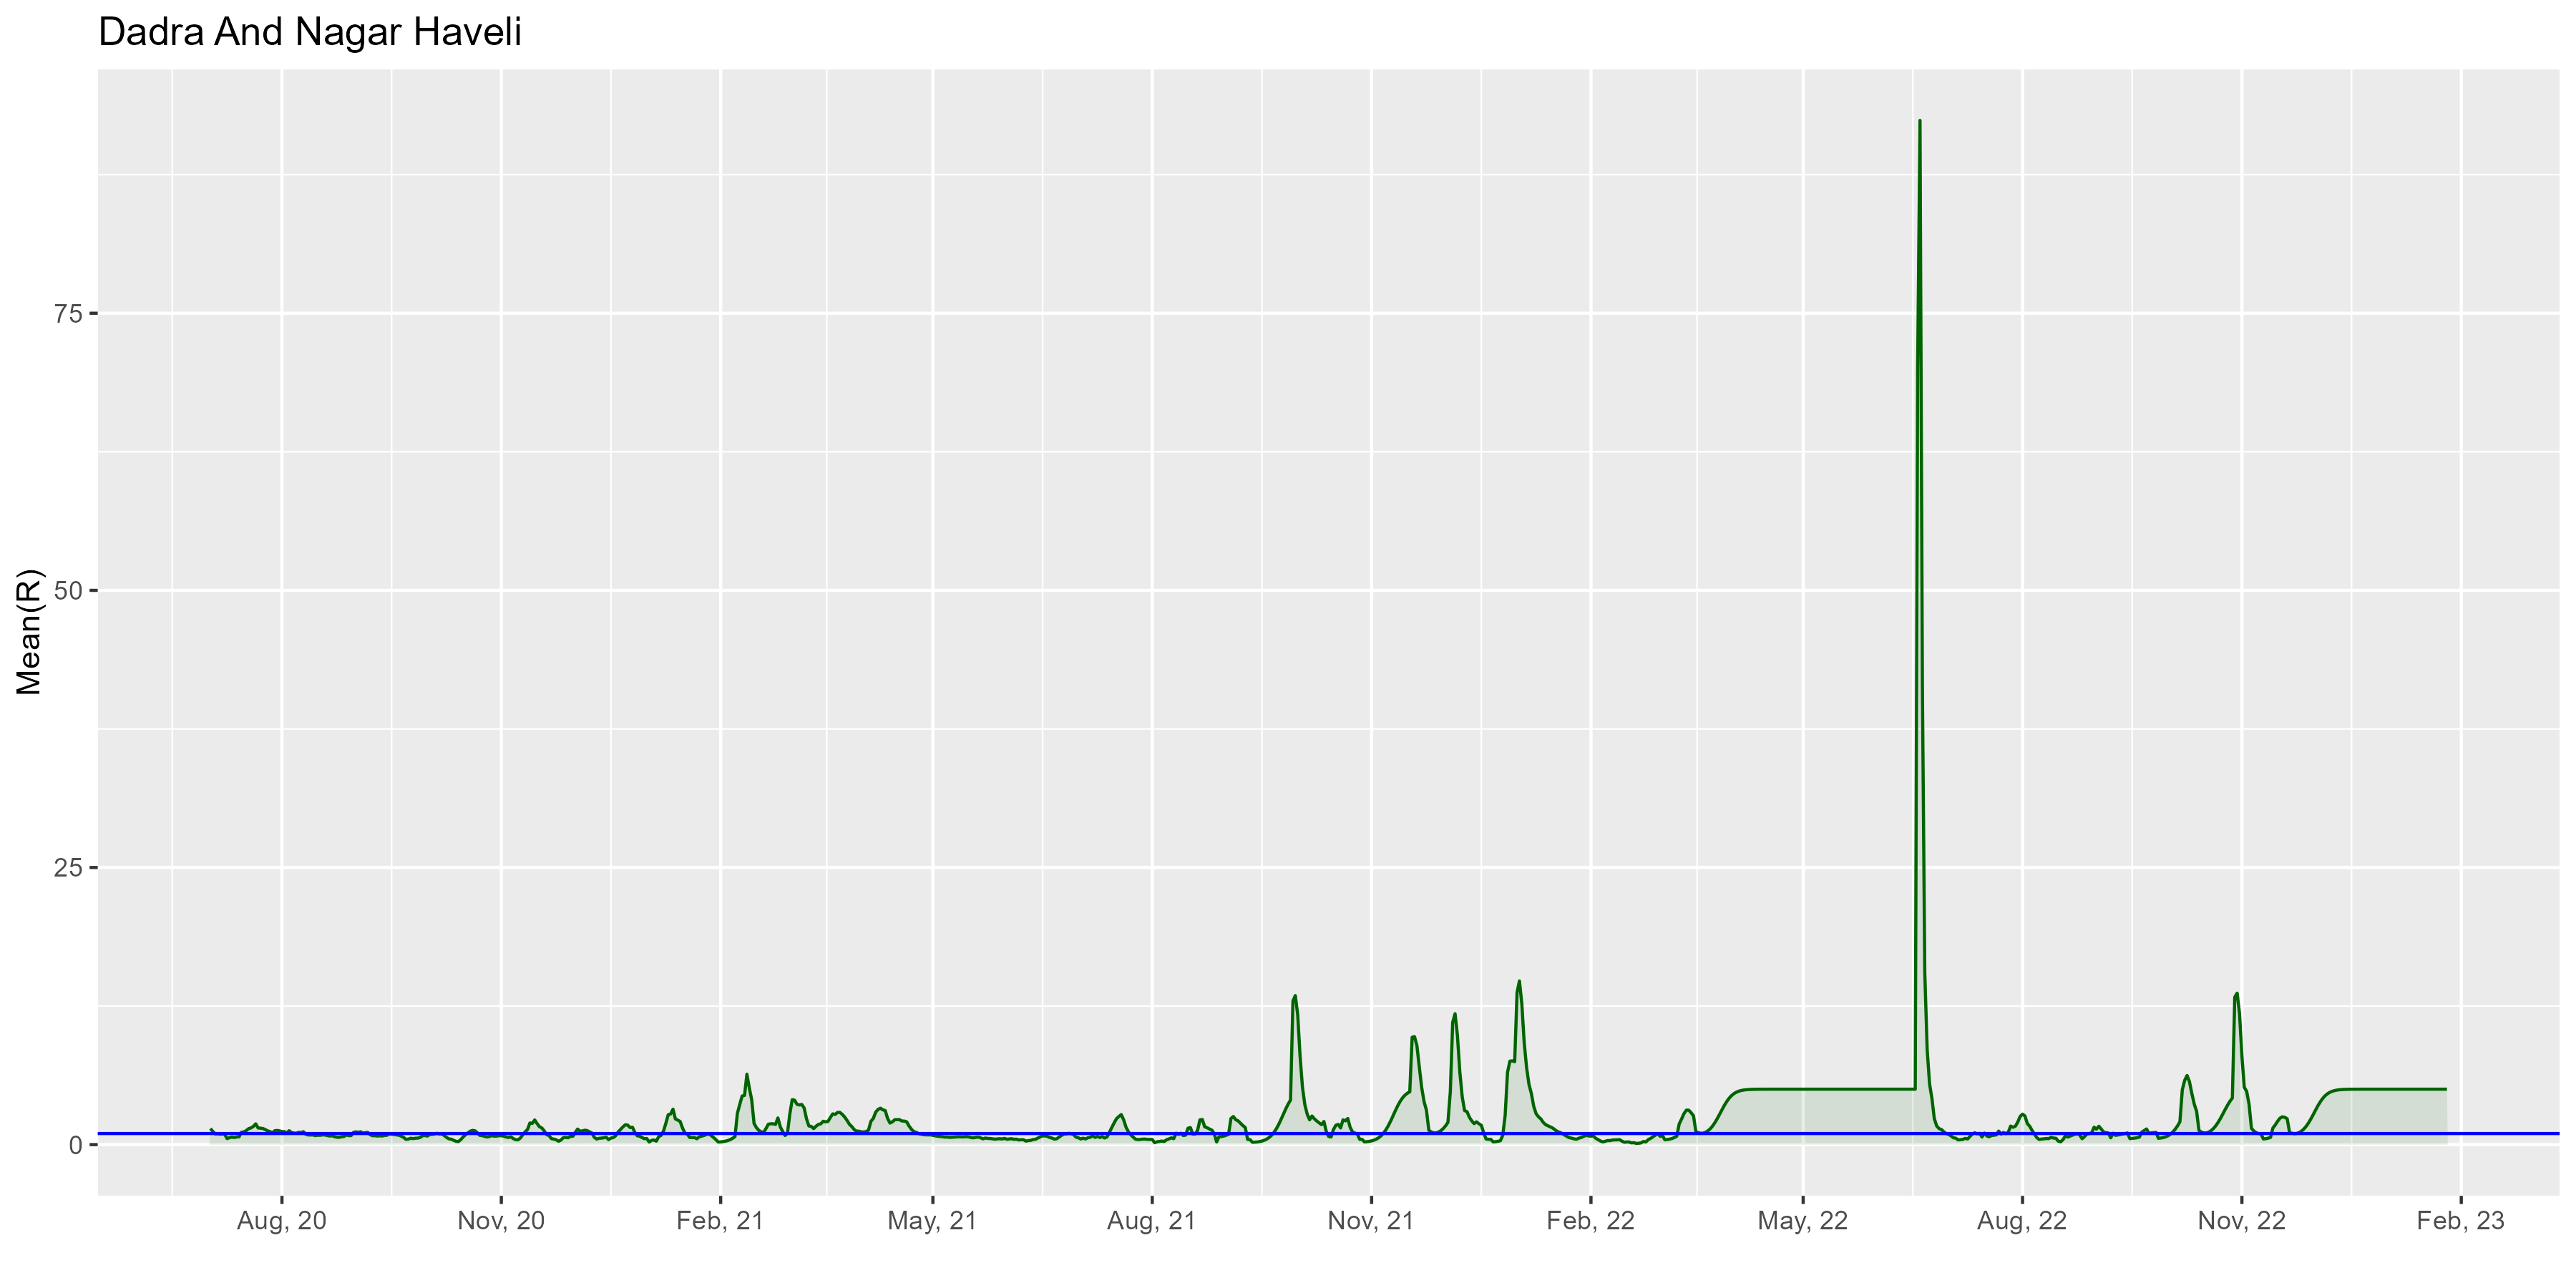 Dadra And Nagar Haveli
Mean(R)
75
50
25
0
Aug, 20
Nov, 20
Feb, 21
May, 21
Aug, 21
Nov, 21
Feb, 22
May, 22
Aug, 22
Nov, 22
Feb, 23